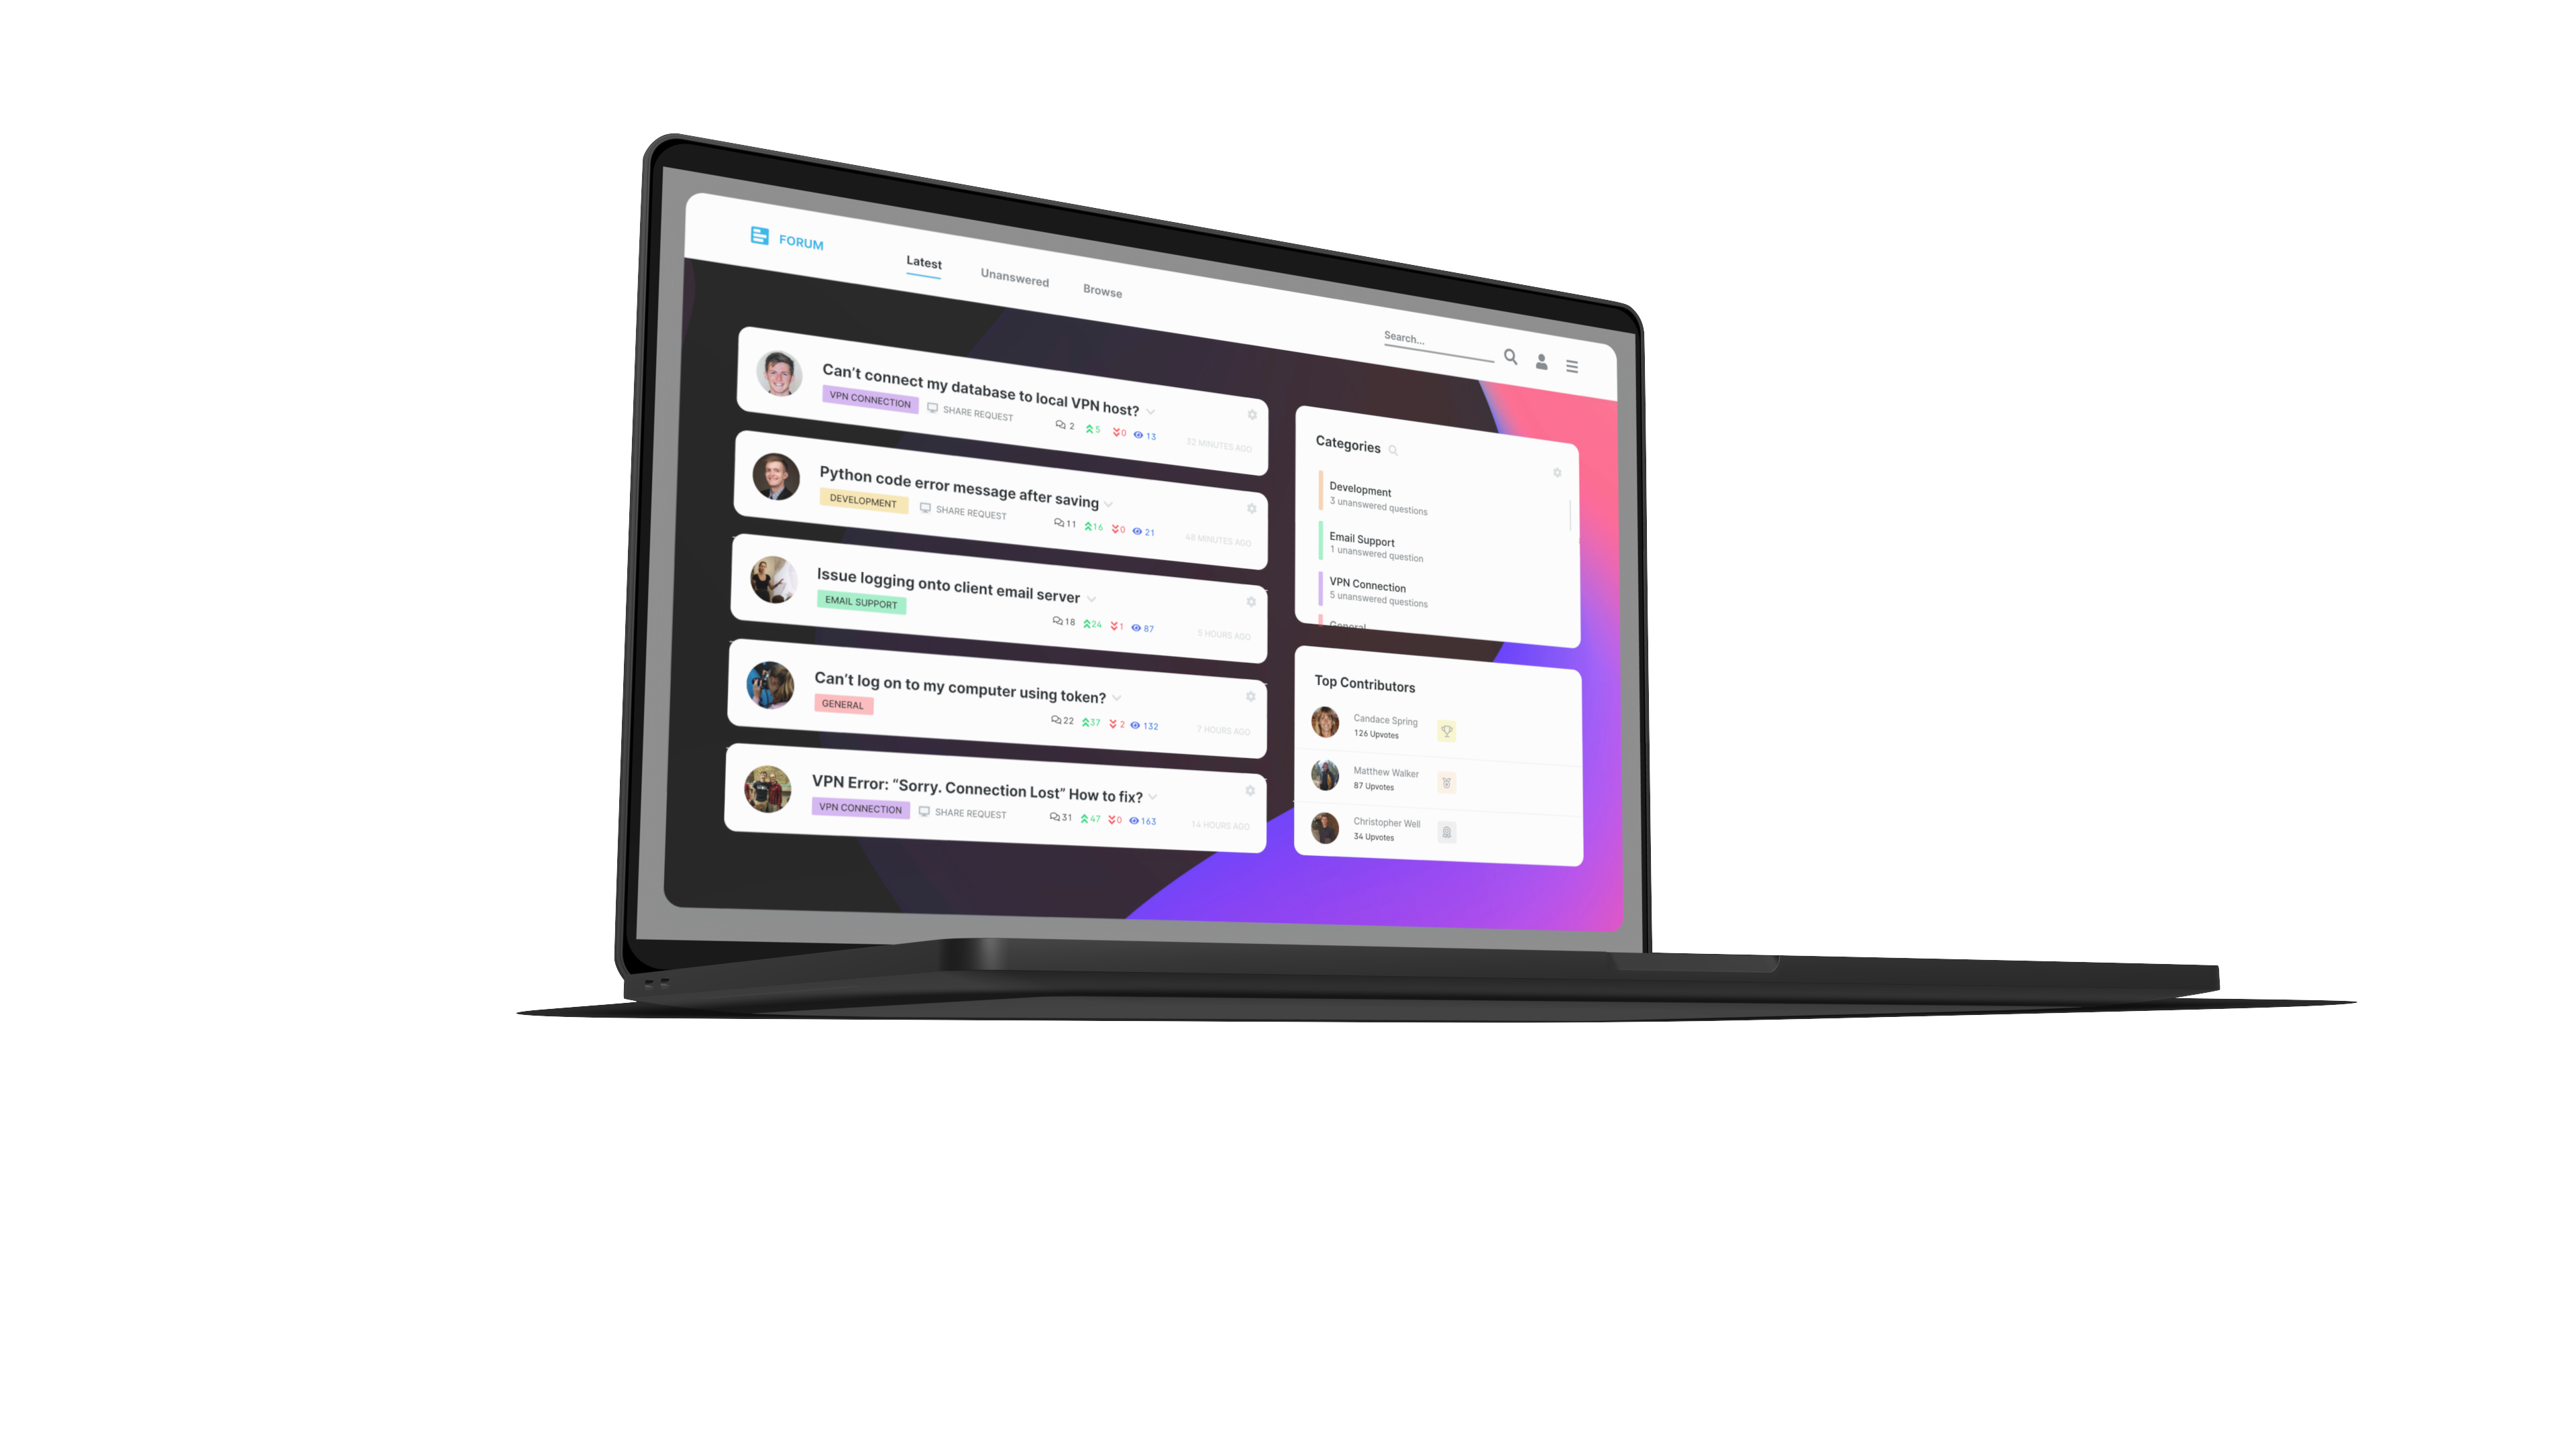 FORUM
Latest
Unanswered
Browse
Search...
Can’t connect my database to local VPN host?
VPN CONNECTION
SHARE REQUEST
2 5 0 13
32 MINUTES AGO
Python code error message after saving
DEVELOPMENT
SHARE REQUEST
11 16 0 21
48 MINUTES AGO
Issue logging onto client email server
EMAIL SUPPORT
18 24 1 87
5 HOURS AGO
Can’t log on to my computer using token?
GENERAL
22 37 2 132
7 HOURS AGO
VPN Error: “Sorry. Connection Lost” How to fix?
VPN CONNECTION
SHARE REQUEST
31 47 0 163
14 HOURS AGO
Categories
Development
3 unanswered questions
Email Support
1 unanswered question
VPN Connection
5 unanswered questions
General
Top Contributors
Candace Spring
126 Upvotes
Matthew Walker
87 Upvotes
Christopher Well
34 Upvotes